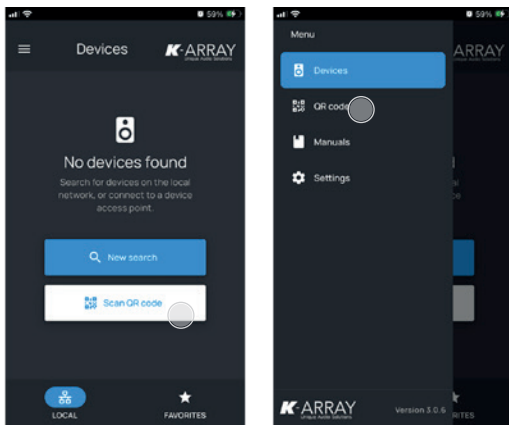 59%
Devices
K-ARRAY
Unique Audio Solutions
No devices found
Search for devices on the local
network, or connect to a device
access point.
New search
Scan QR code
LOCAL
FAVORITES
59%
Menu
ARRAY
Devices
QR code
Manuals
Settings
K-ARRAY
Unique Audio Solutions
Version 3.0.6
RITES